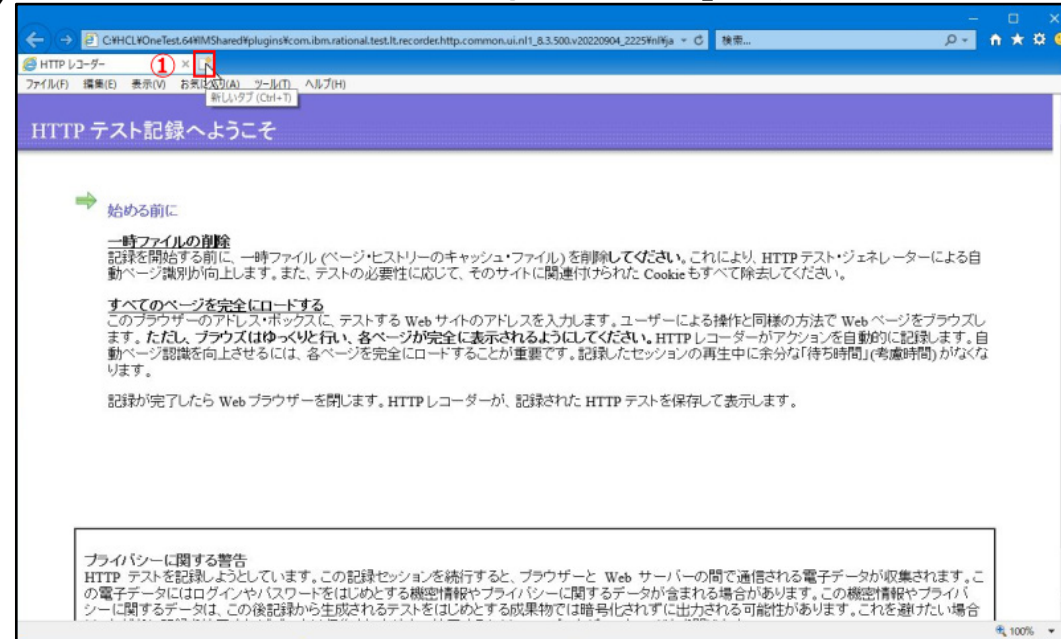 C:¥HCL¥OneTest.64¥IMShared¥plugins¥com.ibm.rational.test.lt.recorder.http.common.ui.nl1_8.3.500.v20220904_2225¥nl¥ja
検索...
HTTP レコーダー
①
ファイル(F) 編集(E) 表示(V) お気に入り(A) ツール(T) ヘルプ(H)
新しいタブ (Ctrl+T)
HTTP テスト記録へようこそ
始める前に
一時ファイルの削除
記録を開始する前に、一時ファイル (ページ・ヒストリーのキャッシュ・ファイル) を削除してください。これにより、HTTP テスト・ジェネレーターによる自
動ページ識別が向上します。また、テストの必要性に応じて、そのサイトに関連付けられた Cookie もすべて除去してください。
すべてのページを完全にロードする
このブラウザーのアドレス・ボックスに、テストする Web サイトのアドレスを入力します。ユーザーによる操作と同様の方法で Web ページをブラウズし
ます。ただし、ブラウズはゆっくりと行い、各ページが完全に表示されるようにしてください。HTTP レコーダーがアクションを自動的に記録します。自
動ページ認識を向上させるには、各ページを完全にロードすることが重要です。記録したセッションの再生中に余分な「待ち時間」(考慮時間) がなくな
ります。
記録が完了したら Web ブラウザーを閉じます。HTTP レコーダーが、記録された HTTP テストを保存して表示します。
プライバシーに関する警告
HTTP テストを記録しようとしています。この記録セッションを続行すると、ブラウザーと Web サーバーの間で通信される電子データが収集されます。こ
の電子データにはログインやパスワードをはじめとする機密情報やプライバシーに関するデータが含まれる場合があります。この機密情報やプライバ
シーに関するデータは、この後記録から生成されるテストをはじめとする成果物では暗号化されずに出力される可能性があります。これを避けたい場合
100%